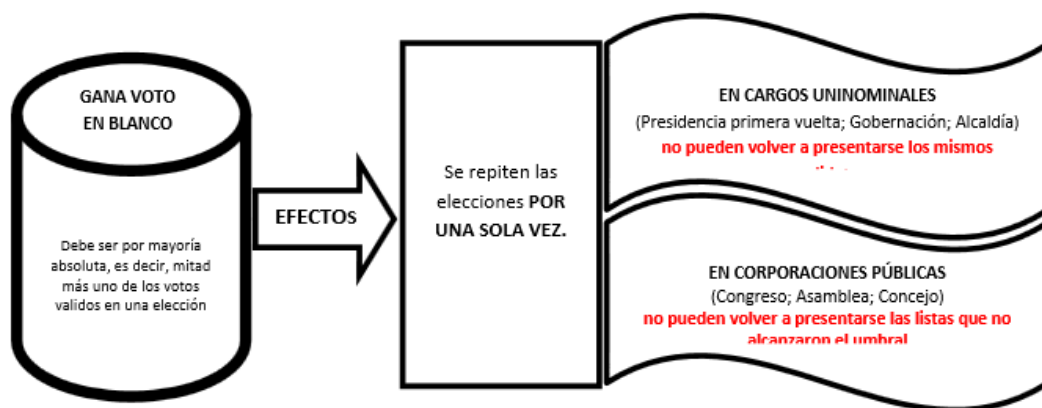 GANA VOTO
EN BLANCO
Debe ser por mayoría
absoluta, es decir, mitad
más uno de los votos
validos en una elección
EFECTOS
Se repiten las
elecciones POR
UNA SOLA VEZ.
EN CARGOS UNINOMINALES
(Presidencia primera vuelta; Gobernación; Alcaldía)
no pueden volver a presentarse los mismos
EN CORPORACIONES PÚBLICAS
(Congreso; Asamblea; Concejo)
no pueden volver a presentarse las listas que no
alcanzaron el umbral